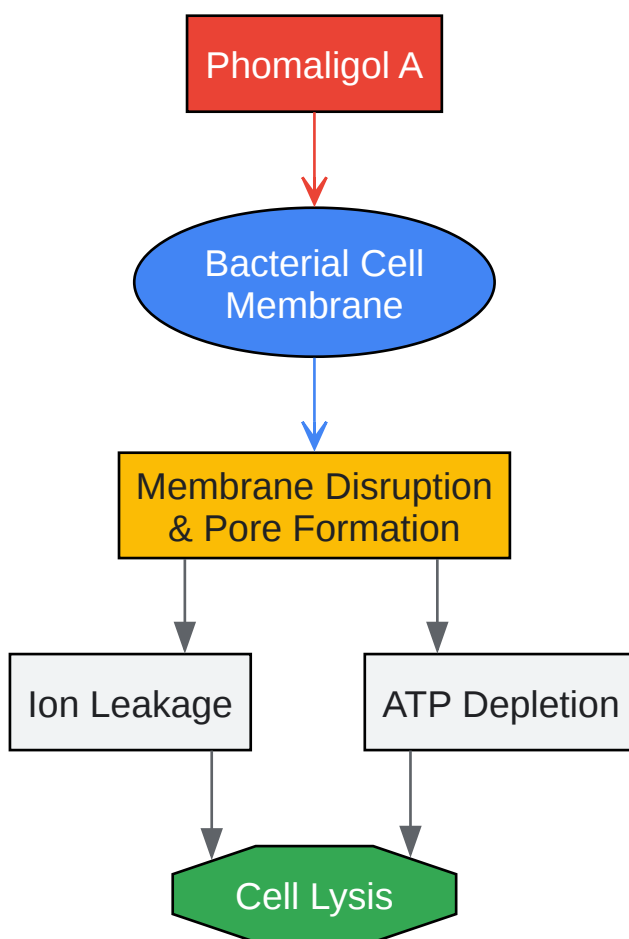 Phomaligol A
Bacterial Cell
Membrane
Membrane Disruption
& Pore Formation
Ion Leakage
ATP Depletion
Cell Lysis